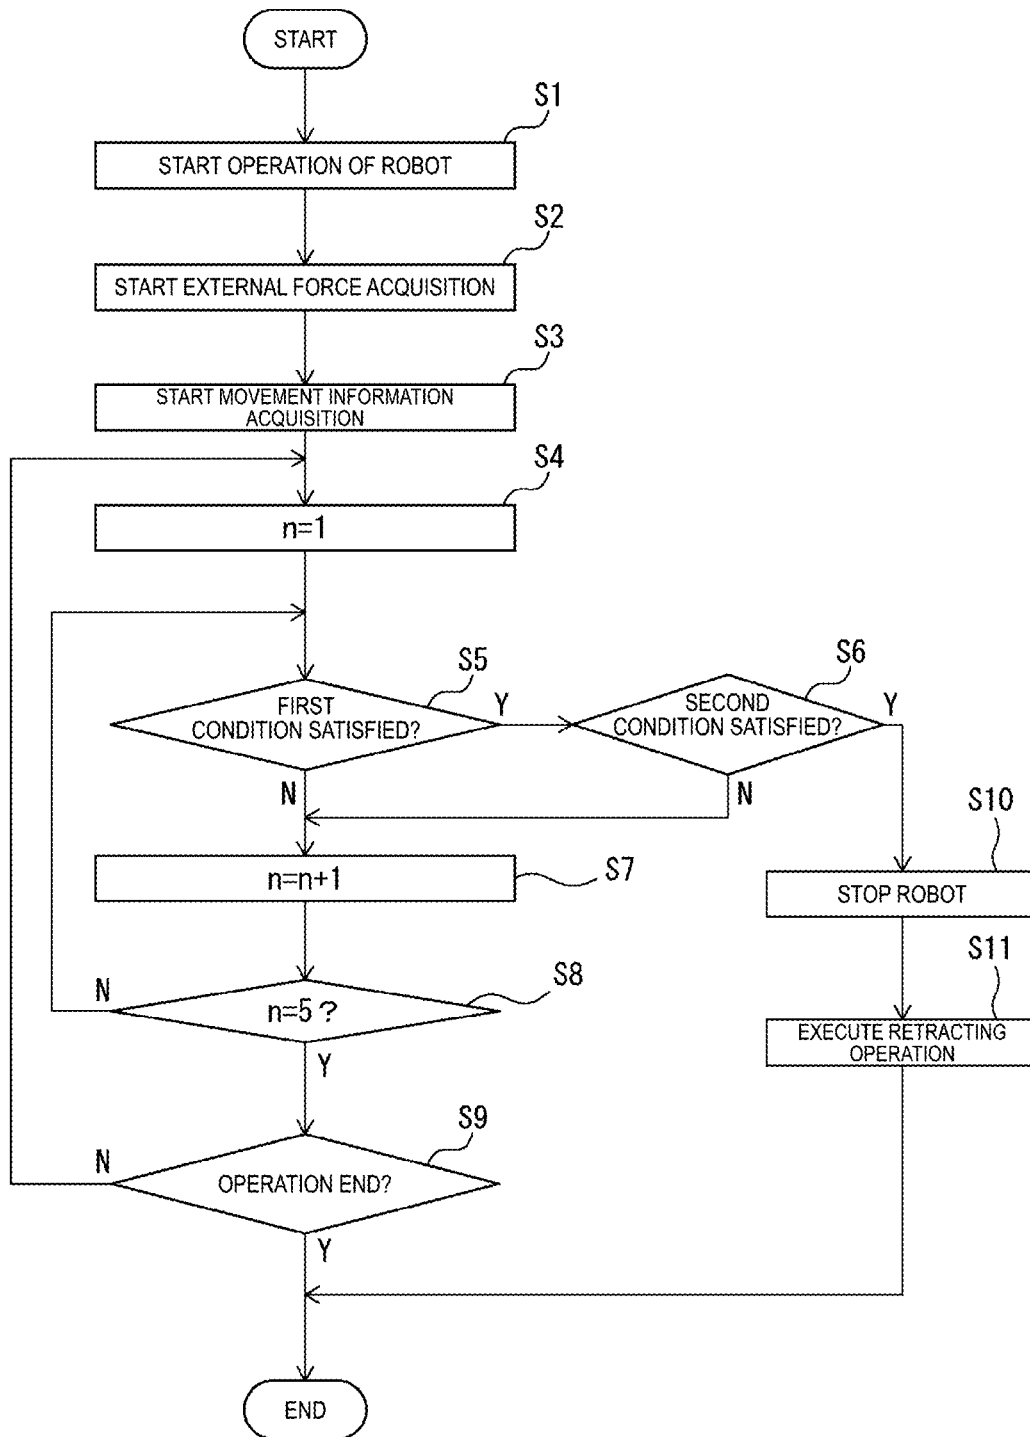 START
S1
START OPERATION OF ROBOT
S2
START EXTERNAL FORCE ACQUISITION
S3
START MOVEMENT INFORMATION
ACQUISITION
S4
n=1
S5
FIRST
CONDITION SATISFIED?
Y
N
S6
SECOND
CONDITION SATISFIED?
Y
N
S7
n=n+1
S10
STOP ROBOT
S8
n=5?
N
Y
S11
EXECUTE RETRACTING
OPERATION
S9
OPERATION END?
N
Y
END